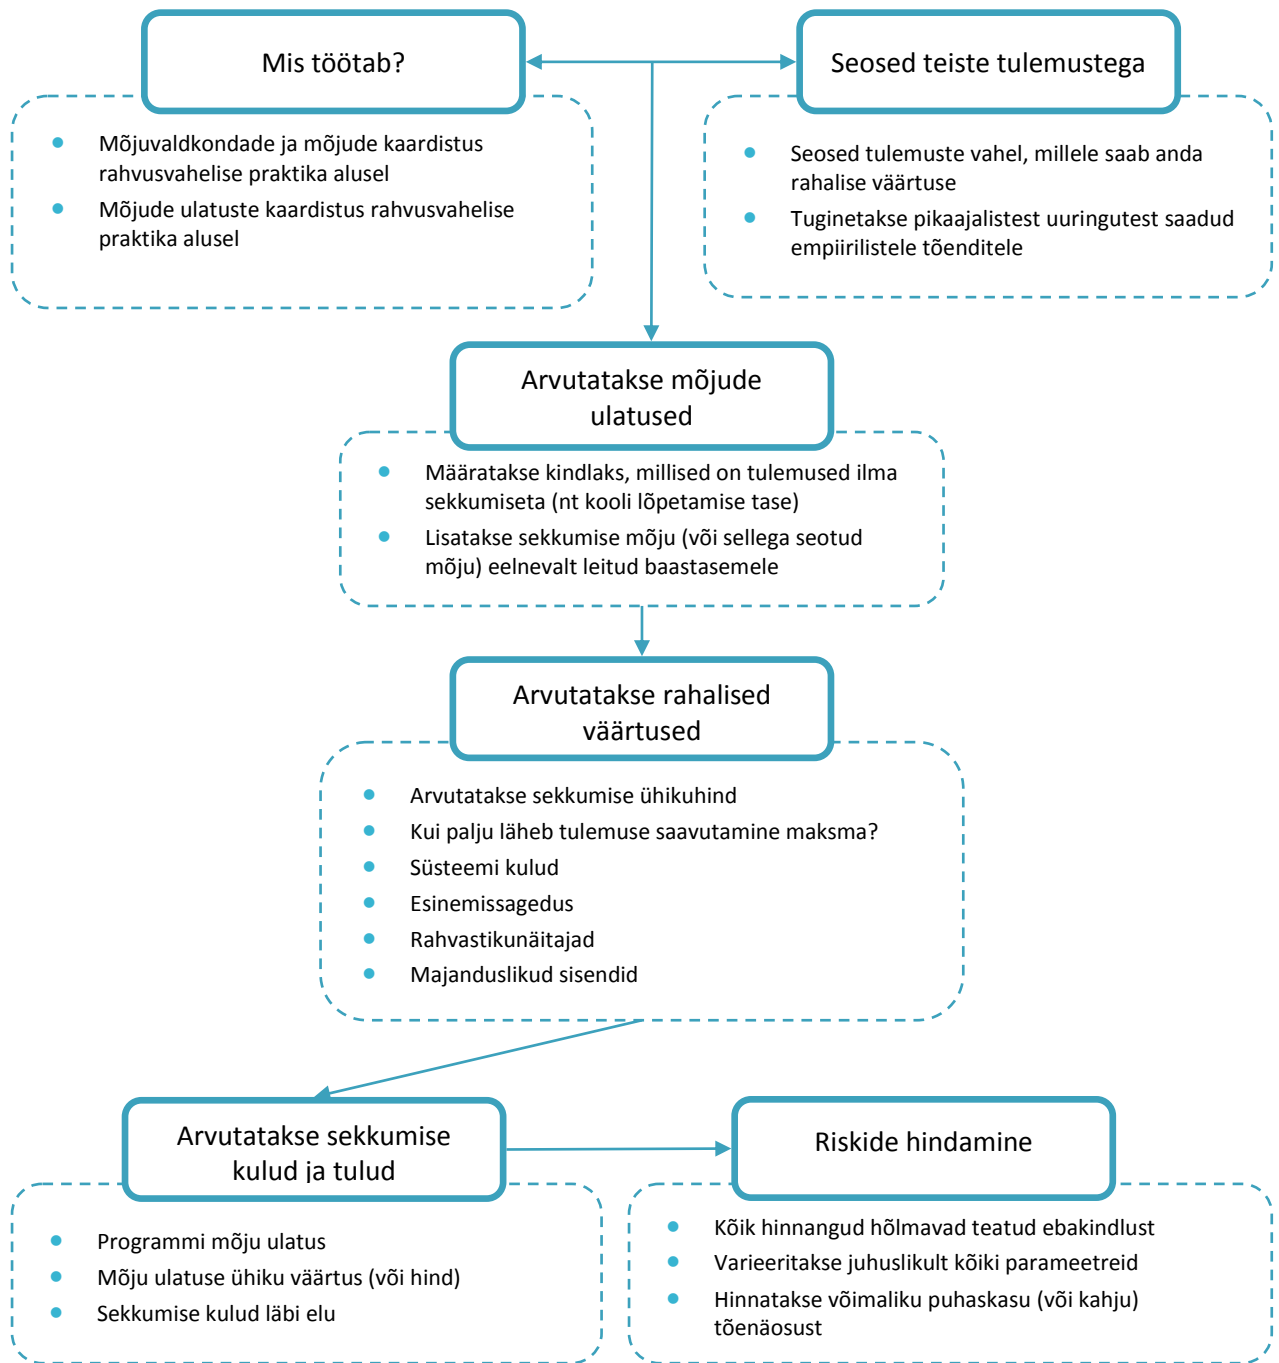 Mis töötab?
Mõjuvaldkondade ja mõjude kaardistus
rahvusvahelise praktika alusel
Mõjude ulatuste kaardistus rahvusvahelise
praktika alusel
Seosed teiste tulemustega
Seosed tulemuste vahel, millele saab anda
rahalise väärtuse
Tuginetakse pikaajalistest uuringutest saadud
empiirilistele tõenditele
Arvutatakse mõjude
ulatused
Määratakse kindlaks, millised on tulemused ilma
sekkumiseta (nt kooli lõpetamise tase)
Lisatakse sekkumise mõju (või sellega seotud
mõju) eelnevalt leitud baastasemele
Arvutatakse rahalised
väärtused
Arvutatakse sekkumise ühikuhind
Kui palju läheb tulemuse saavutamine maksma?
Süsteemi kulud
Esinemissagedus
Rahvastikunäitajad
Majanduslikud sisendid
Arvutatakse sekkumise
kulud ja tulud
Programmi mõju ulatus
Mõju ulatuse ühiku väärtus (või hind)
Sekkumise kulud läbi elu
Riskide hindamine
Kõik hinnangud hõlmavad teatud ebakindlust
Varieeritakse juhuslikult kõiki parameetreid
Hinnatakse võimaliku puhaskasu (või kahju)
tõenäosust